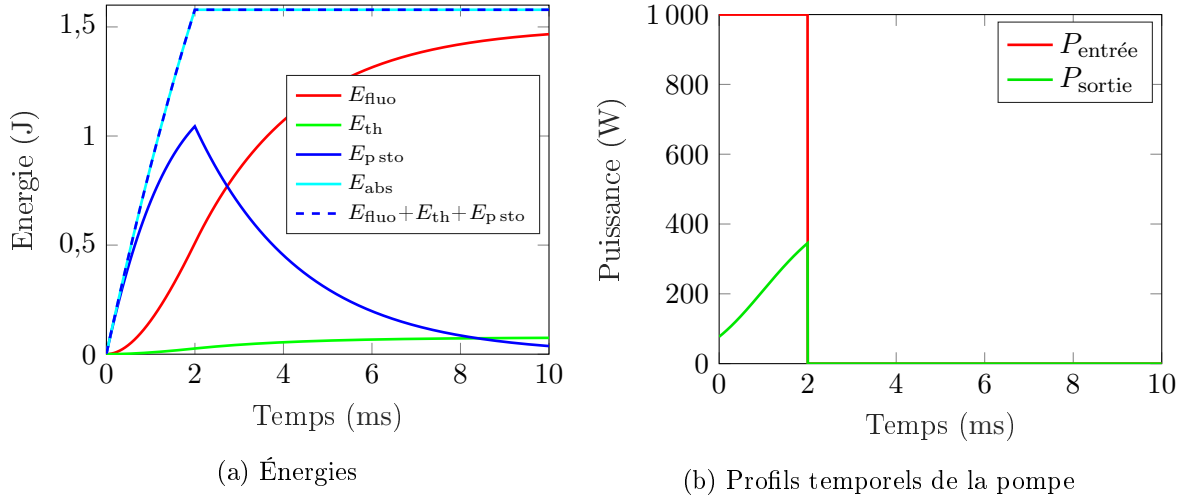 1,5
1
0,5
0
Energie (J)
E_fluo
E_th
E_p sto
E_abs
E_fluo+E_th+E_p sto
0 2 4 6 8 10
Temps (ms)
(a) Énergies
1 000
800
600
400
200
0
Puissance (W)
P_entrée
P_sortie
0 2 4 6 8 10
Temps (ms)
(b) Profils temporels de la pompe